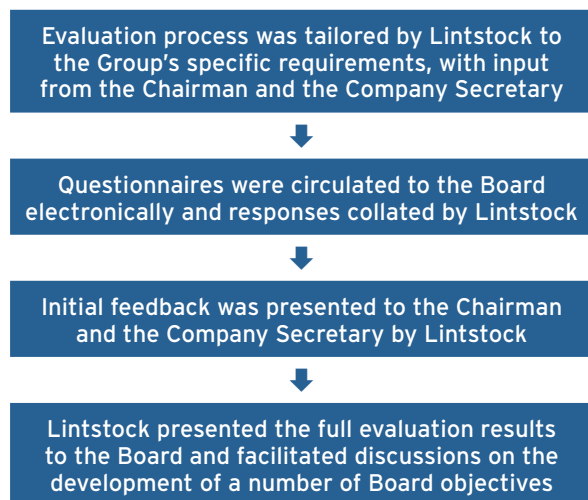 Evaluation process was tailored by Lintstock to
the Group's specific requirements, with input
from the Chairman and the Company Secretary
Questionnaires were circulated to the Board
electronically and responses collated by Lintstock
Initial feedback was presented to the Chairman
and the Company Secretary by Lintstock
Lintstock presented the full evaluation results
to the Board and facilitated discussions on the
development of a number of Board objectives